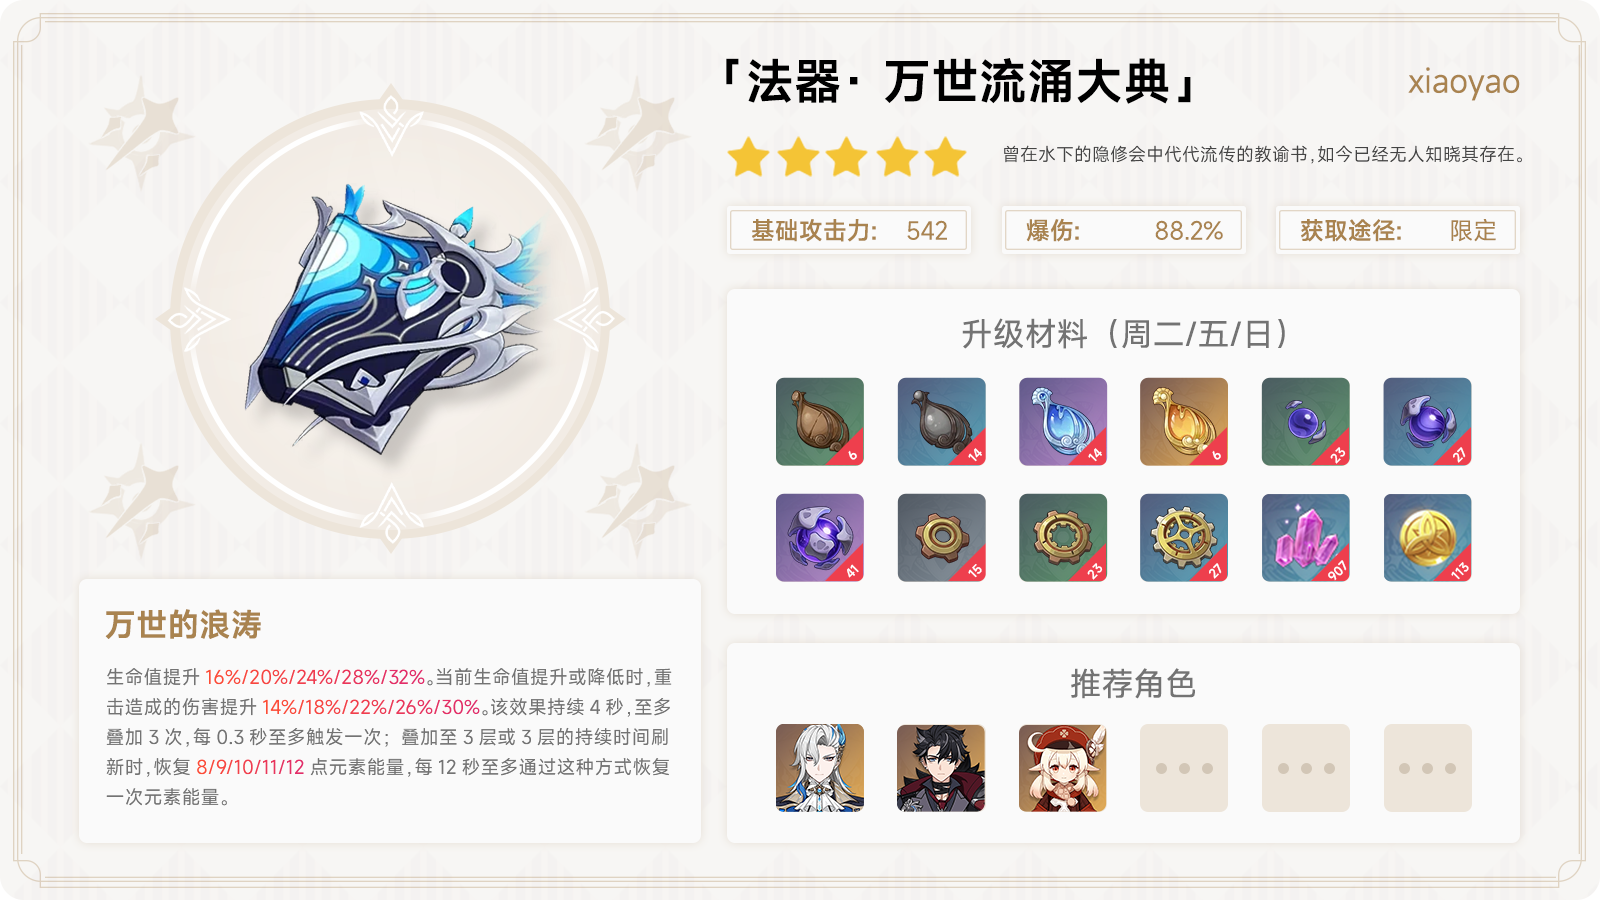 「法器· 万世流涌大典」
xiaoyao
曾在水下的隐修会中代代流传的教谕书,如今已经无人知晓其存在。
基础攻击力: 542
爆伤: 88.2%
获取途径: 限定
升级材料（周二/五/日）
6 14 14 6 23 27
41 15 23 27 907 113
万世的浪涛
生命值提升 16%/20%/24%/28%/32%。当前生命值提升或降低时,重
击造成的伤害提升 14%/18%/22%/26%/30%。该效果持续 4 秒,至多
叠加 3 次,每 0.3 秒至多触发一次；叠加至 3 层或 3 层的持续时间刷
新时,恢复 8/9/10/11/12 点元素能量,每 12 秒至多通过这种方式恢复
一次元素能量。
推荐角色